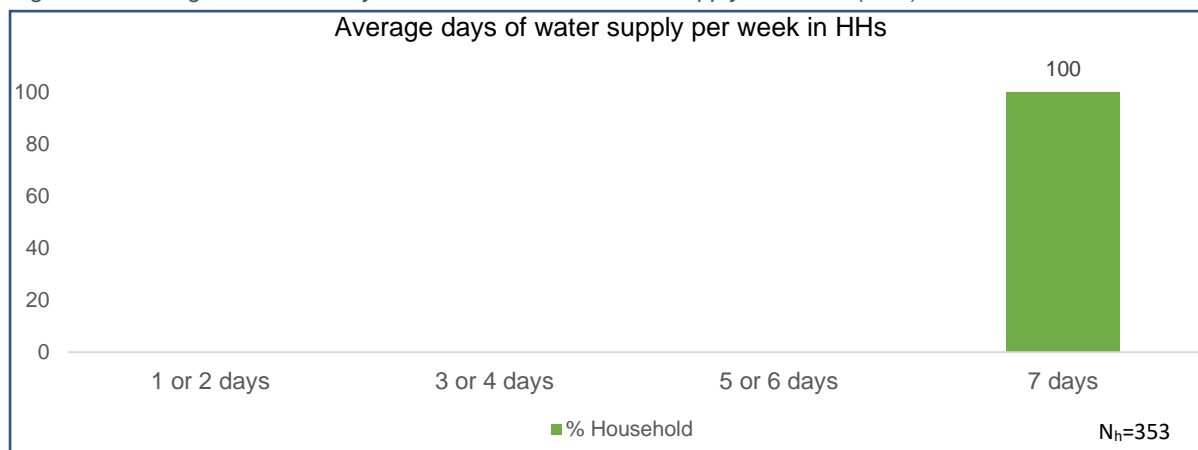 Average days of water supply per week in HHs
100
100
80
60
40
20
0
1 or 2 days 3 or 4 days 5 or 6 days 7 days
% Household
Nₕ=353